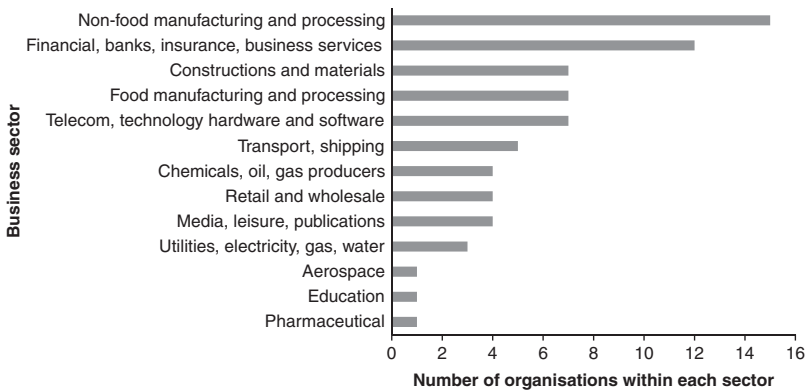 Business sector
Non-food manufacturing and processing
Financial, banks, insurance, business services
Constructions and materials
Food manufacturing and processing
Telecom, technology hardware and software
Transport, shipping
Chemicals, oil, gas producers
Retail and wholesale
Media, leisure, publications
Utilities, electricity, gas, water
Aerospace
Education
Pharmaceutical
0 2 4 6 8 10 12 14 16
Number of organisations within each sector